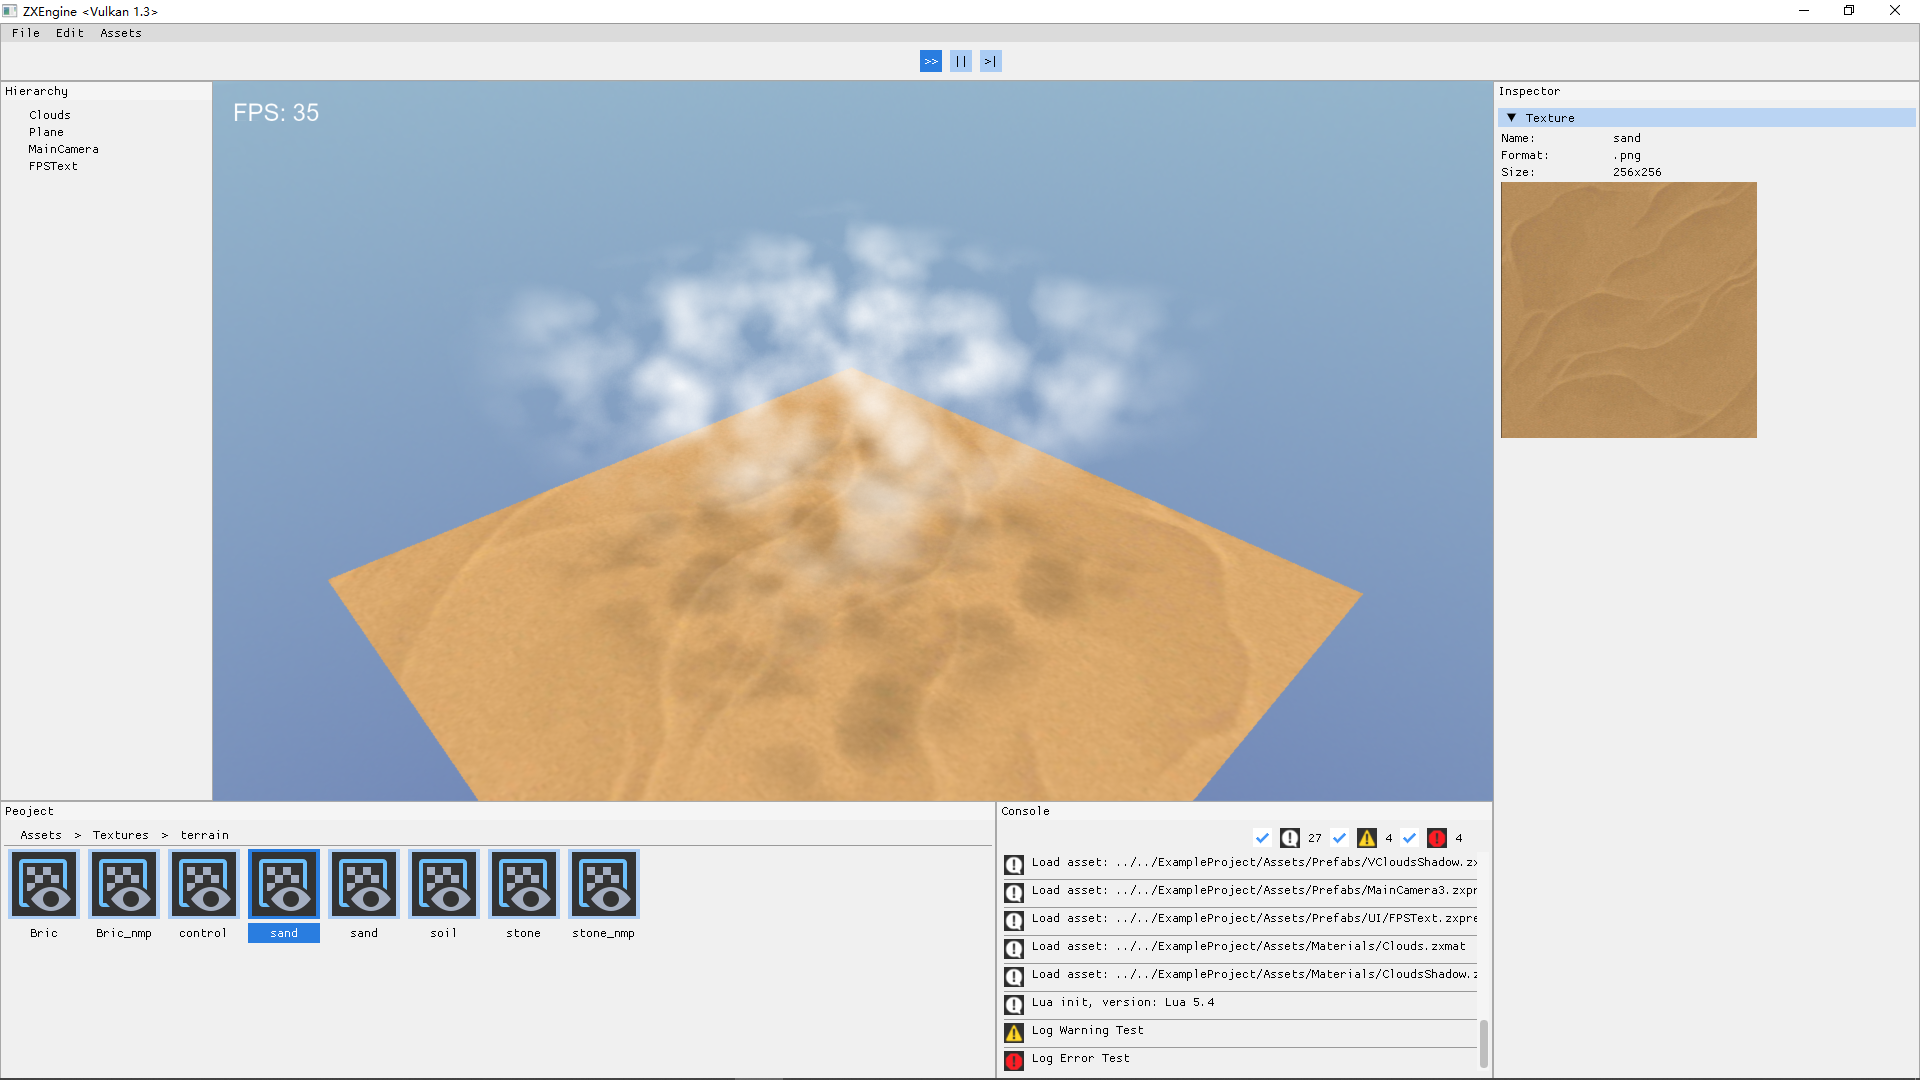 ZXEngine <Vulkan 1.3>
File Edit Assets
>> || >|
Hierarchy
Clouds
Plane
MainCamera
FPSText
FPS: 35
Inspector
▼ Texture
Name: sand
Format: .png
Size: 256x256
Peoject
Assets > Textures > terrain
Bric Bric_nmp control sand sand soil stone stone_nmp
Console
27 4 4
Load asset: ../../ExampleProject/Assets/Prefabs/VCloudsShadow.zx
Load asset: ../../ExampleProject/Assets/Prefabs/MainCamera3.zxpr
Load asset: ../../ExampleProject/Assets/Prefabs/UI/FPSText.zxpre
Load asset: ../../ExampleProject/Assets/Materials/Clouds.zxmat
Load asset: ../../ExampleProject/Assets/Materials/CloudsShadow.z
Lua init, version: Lua 5.4
Log Warning Test
Log Error Test